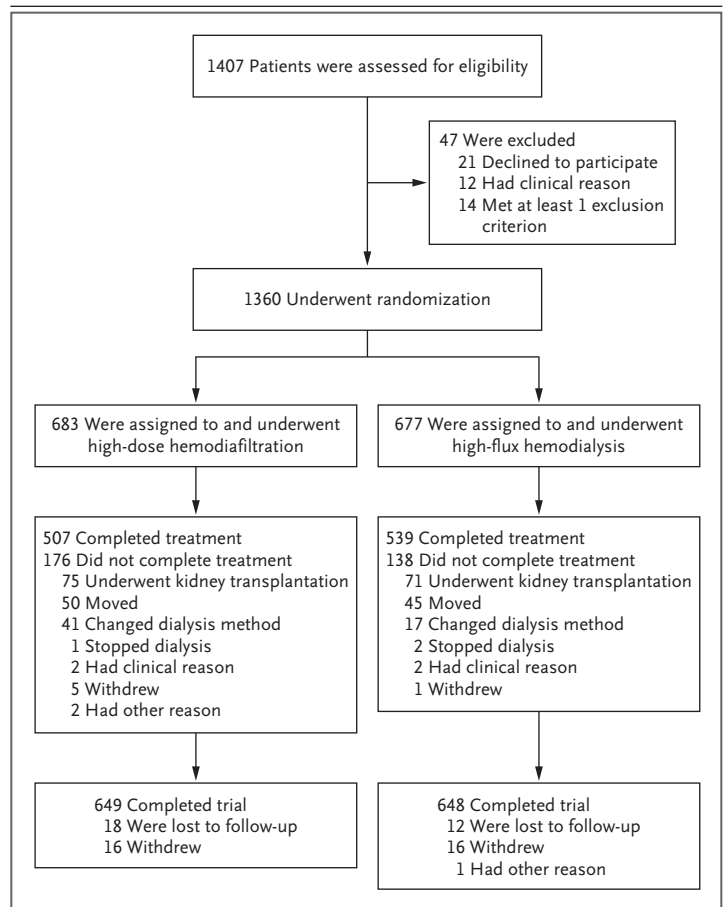 1407 Patients were assessed for eligibility
47 Were excluded
21 Declined to participate
12 Had clinical reason
14 Met at least 1 exclusion
criterion
1360 Underwent randomization
683 Were assigned to and underwent
high-dose hemodiafiltration
677 Were assigned to and underwent
high-flux hemodialysis
507 Completed treatment
176 Did not complete treatment
75 Underwent kidney transplantation
50 Moved
41 Changed dialysis method
1 Stopped dialysis
2 Had clinical reason
5 Withdrew
2 Had other reason
539 Completed treatment
138 Did not complete treatment
71 Underwent kidney transplantation
45 Moved
17 Changed dialysis method
2 Stopped dialysis
2 Had clinical reason
1 Withdrew
649 Completed trial
18 Were lost to follow-up
16 Withdrew
648 Completed trial
12 Were lost to follow-up
16 Withdrew
1 Had other reason